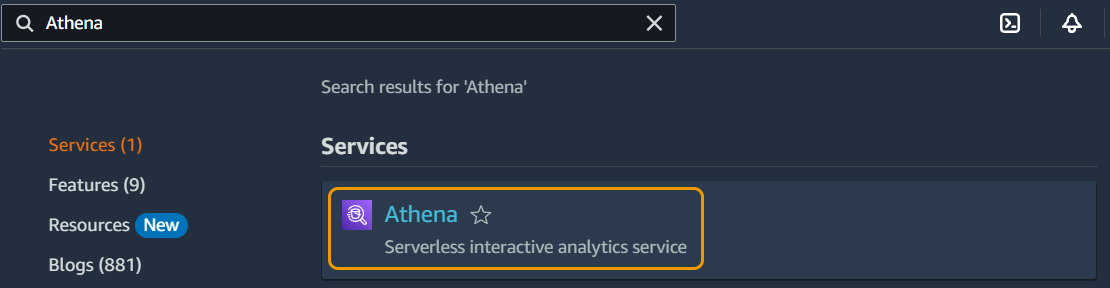 Athena
Search results for 'Athena'
Services (1)
Features (9)
Resources New
Blogs (881)
Services
Athena
Serverless interactive analytics service